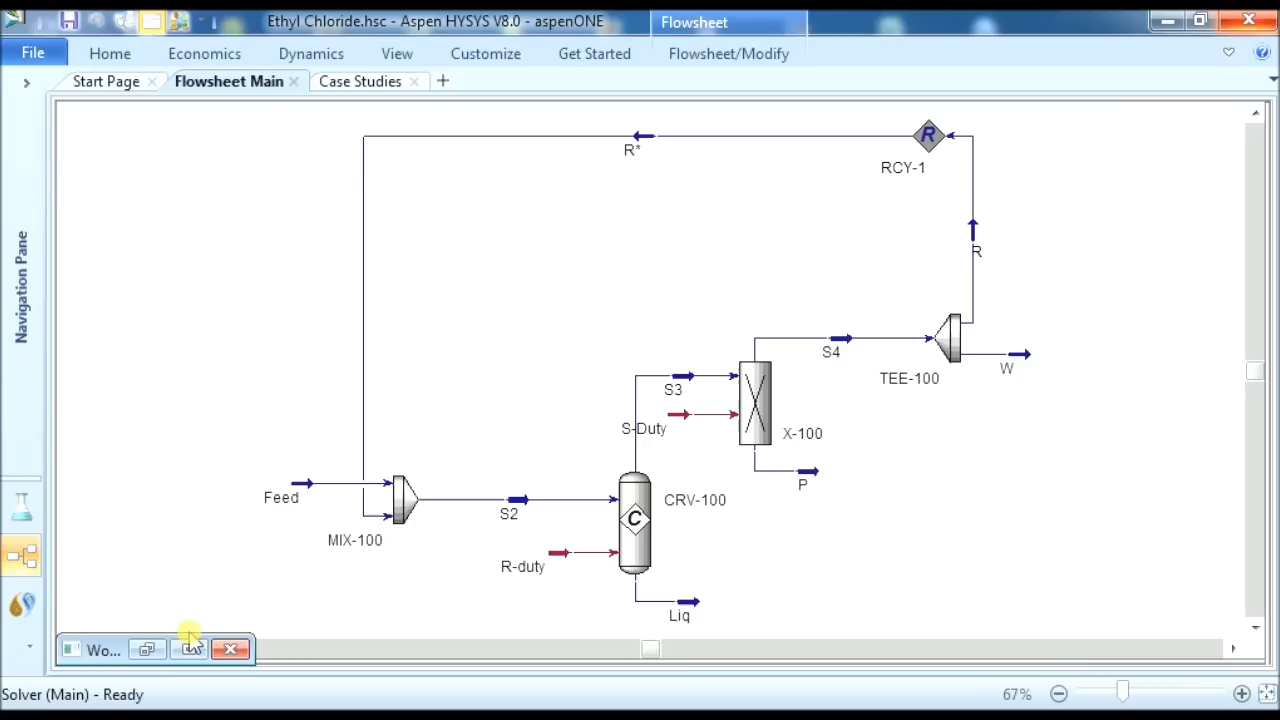 Ethyl Chloride.hsc - Aspen HYSYS V8.0 - aspenONE
Flowsheet
File Home Economics Dynamics View Customize Get Started Flowsheet/Modify
Start Page Flowsheet Main Case Studies +
Navigation Pane
R
R*
RCY-1
R
S4
W
TEE-100
S3
S-Duty
X-100
P
Feed
S2
CRV-100
C
MIX-100
R-duty
Liq
Wo...
Solver (Main) - Ready
67%